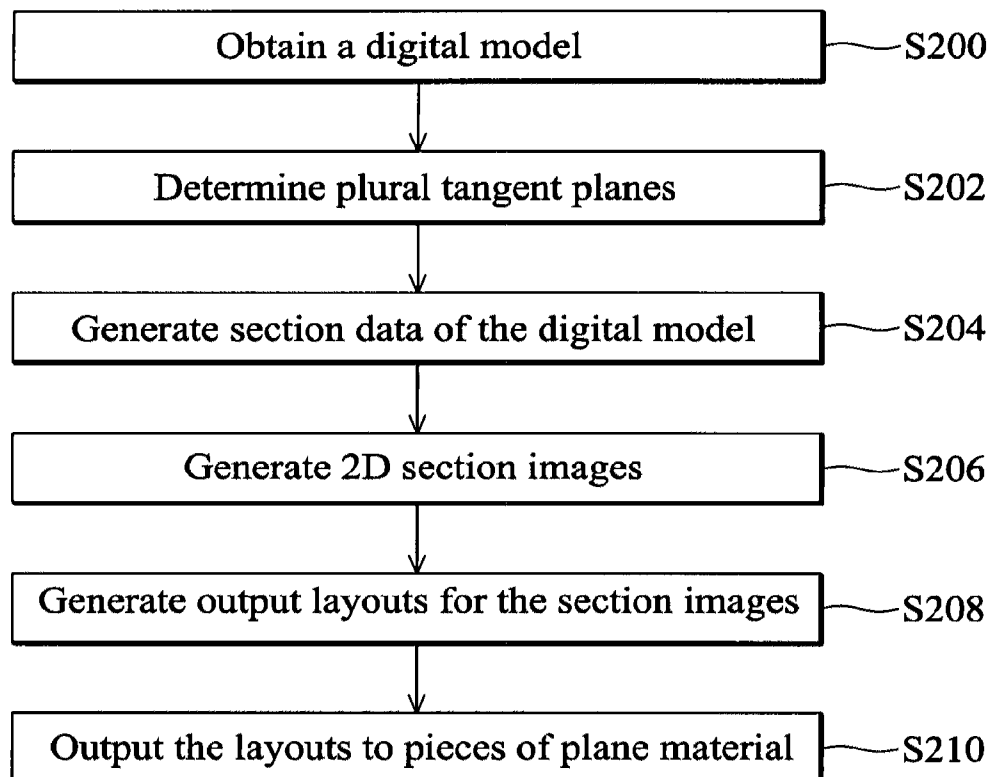 Obtain a digital model S200
Determine plural tangent planes S202
Generate section data of the digital model S204
Generate 2D section images S206
Generate output layouts for the section images S208
Output the layouts to pieces of plane material S210